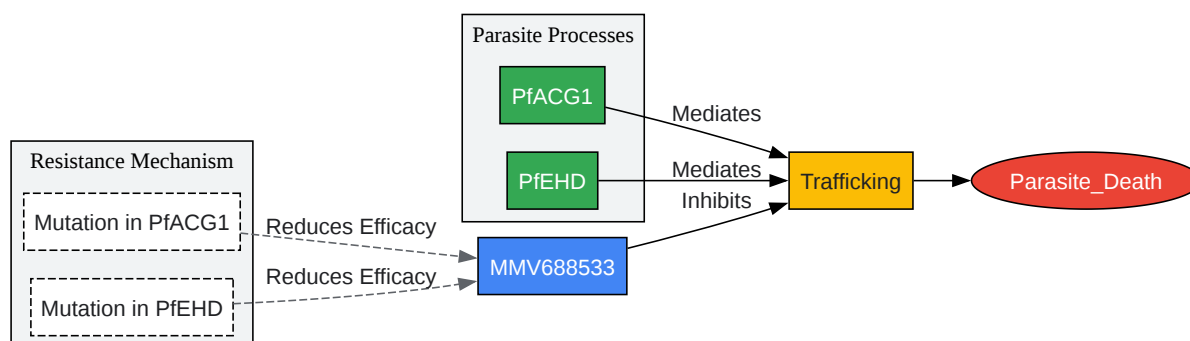 Parasite Processes
PfACG1
Mediates
PfEHD
Mediates
Trafficking
Parasite_Death
Inhibits
Resistance Mechanism
Mutation in PfACG1
Reduces Efficacy
MMV688533
Reduces Efficacy
Mutation in PfEHD